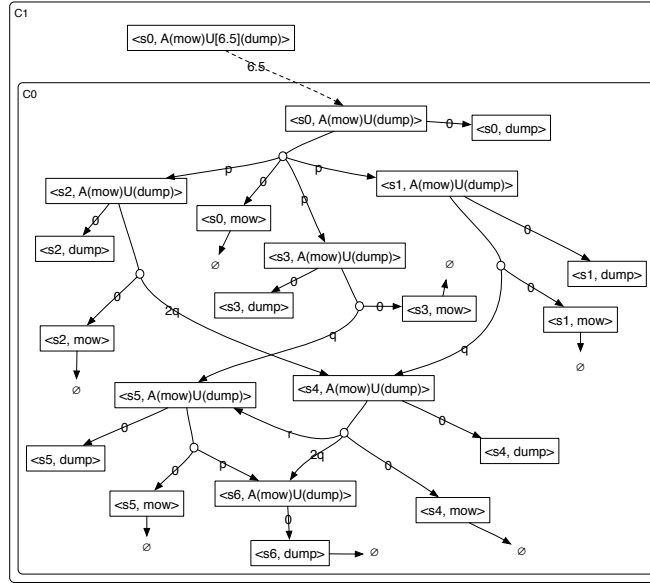 C1
<s0, A(mow)U[6.5](dump)>
6.5
C0
<s0, A(mow)U(dump)>
0
<s0, dump>
p
0
p
p
<s2, A(mow)U(dump)>
<s1, A(mow)U(dump)>
0
<s0, mow>
0
<s2, dump>
∅
<s3, A(mow)U(dump)>
∅
<s1, dump>
0
<s3, dump>
0
<s3, mow>
0
0
<s1, mow>
<s2, mow>
2q
q
q
∅
∅
<s5, A(mow)U(dump)>
<s4, A(mow)U(dump)>
0
r
0
<s5, dump>
<s4, dump>
0
p
2q
0
<s5, mow>
<s6, A(mow)U(dump)>
<s4, mow>
0
∅
<s6, dump>
∅
∅